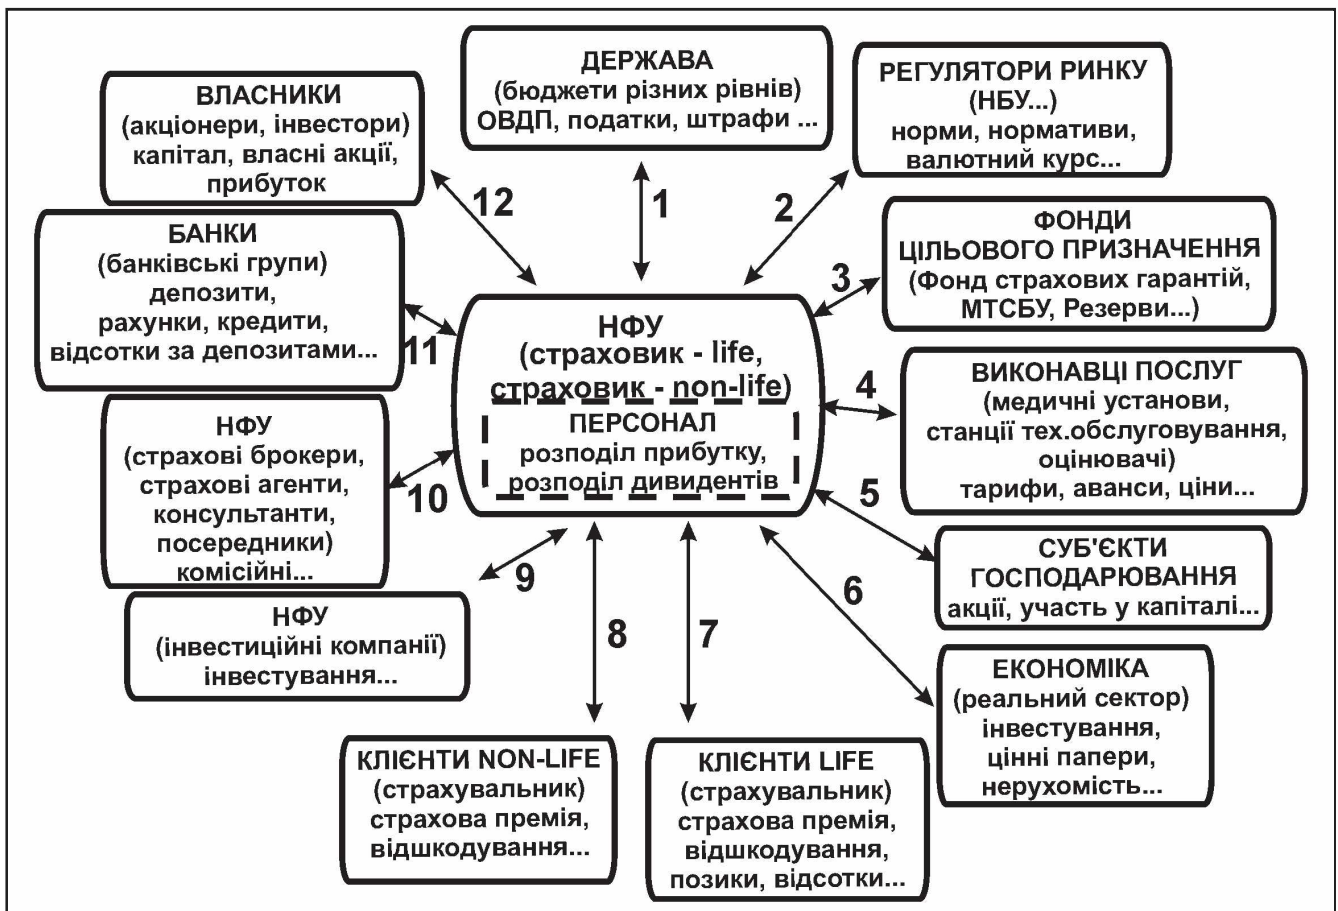 ДЕРЖАВА
(бюджети різних рівнів)
ОВДП, податки, штрафи ...
РЕГУЛЯТОРИ РИНКУ
(НБУ...)
норми, нормативи,
валютний курс...
ВЛАСНИКИ
(акціонери, інвестори)
капітал, власні акції,
прибуток
12
1
2
БАНКИ
(банківські групи)
депозити,
рахунки, кредити,
відсотки за депозитами...
11
ФОНДИ
ЦІЛЬОВОГО ПРИЗНАЧЕННЯ
(Фонд страхових гарантій,
МТСБУ, Резерви...)
3
НФУ
(страховик - life,
страховик - non-life)
ПЕРСОНАЛ
розподіл прибутку,
розподіл дивидентів
4
ВИКОНАВЦІ ПОСЛУГ
(медичні установи,
станції тех.обслуговування,
оцінювачі)
тарифи, аванси, ціни...
НФУ
(страхові брокери,
страхові агенти,
консультанти,
посередники)
комісійні...
10
5
СУБ'ЄКТИ
ГОСПОДАРЮВАННЯ
акції, участь у капіталі...
9
НФУ
(інвестиційні компанії)
інвестування...
8
7
6
ЕКОНОМІКА
(реальний сектор)
інвестування,
цінні папери,
нерухомість...
КЛІЄНТИ NON-LIFE
(страхувальник)
страхова премія,
відшкодування...
КЛІЄНТИ LIFE
(страхувальник)
страхова премія,
відшкодування,
позики, відсотки...